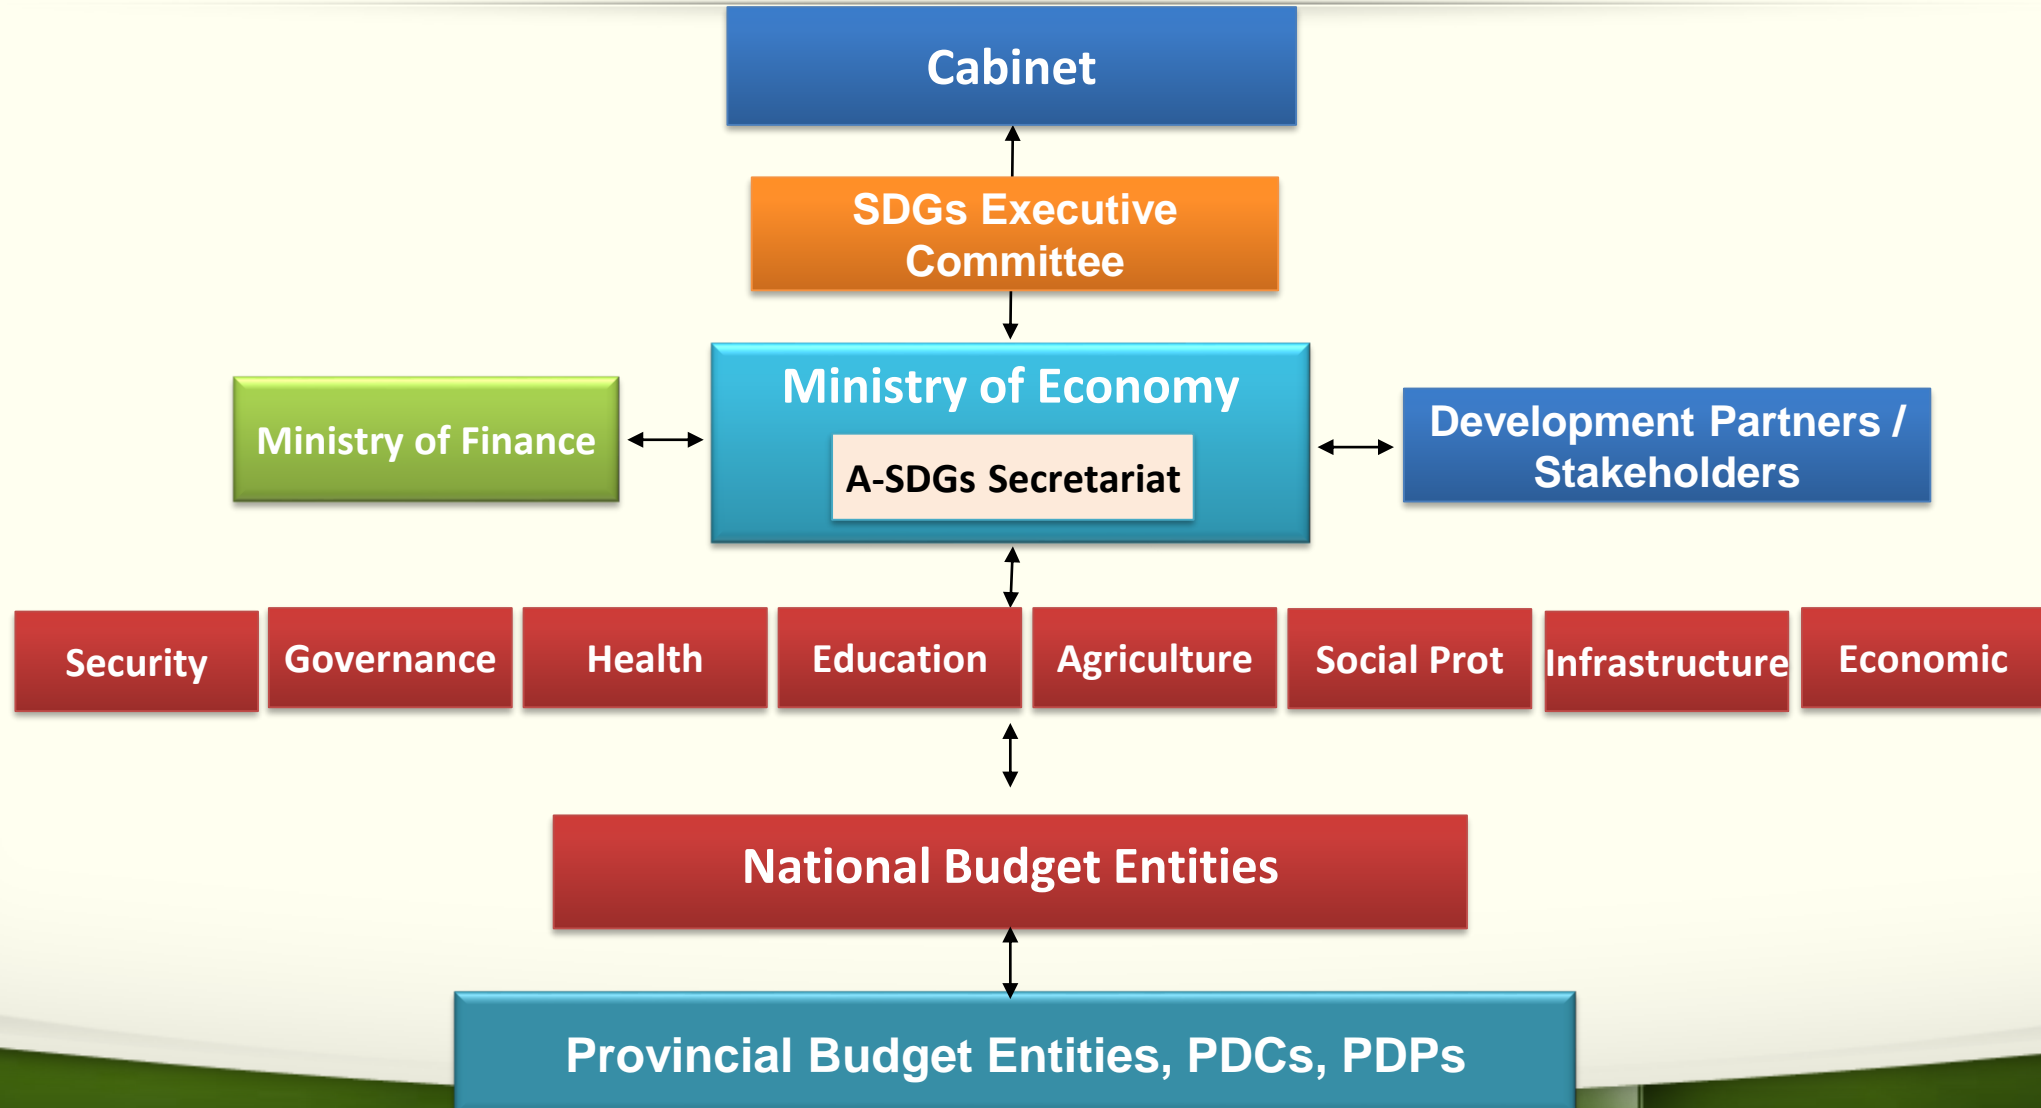 Cabinet
SDGs Executive
Committee
Ministry of Economy
A-SDGs Secretariat
Ministry of Finance
Development Partners /
Stakeholders
Security
Governance
Health
Education
Agriculture
Social Prot
Infrastructure
Economic
National Budget Entities
Provincial Budget Entities, PDCs, PDPs